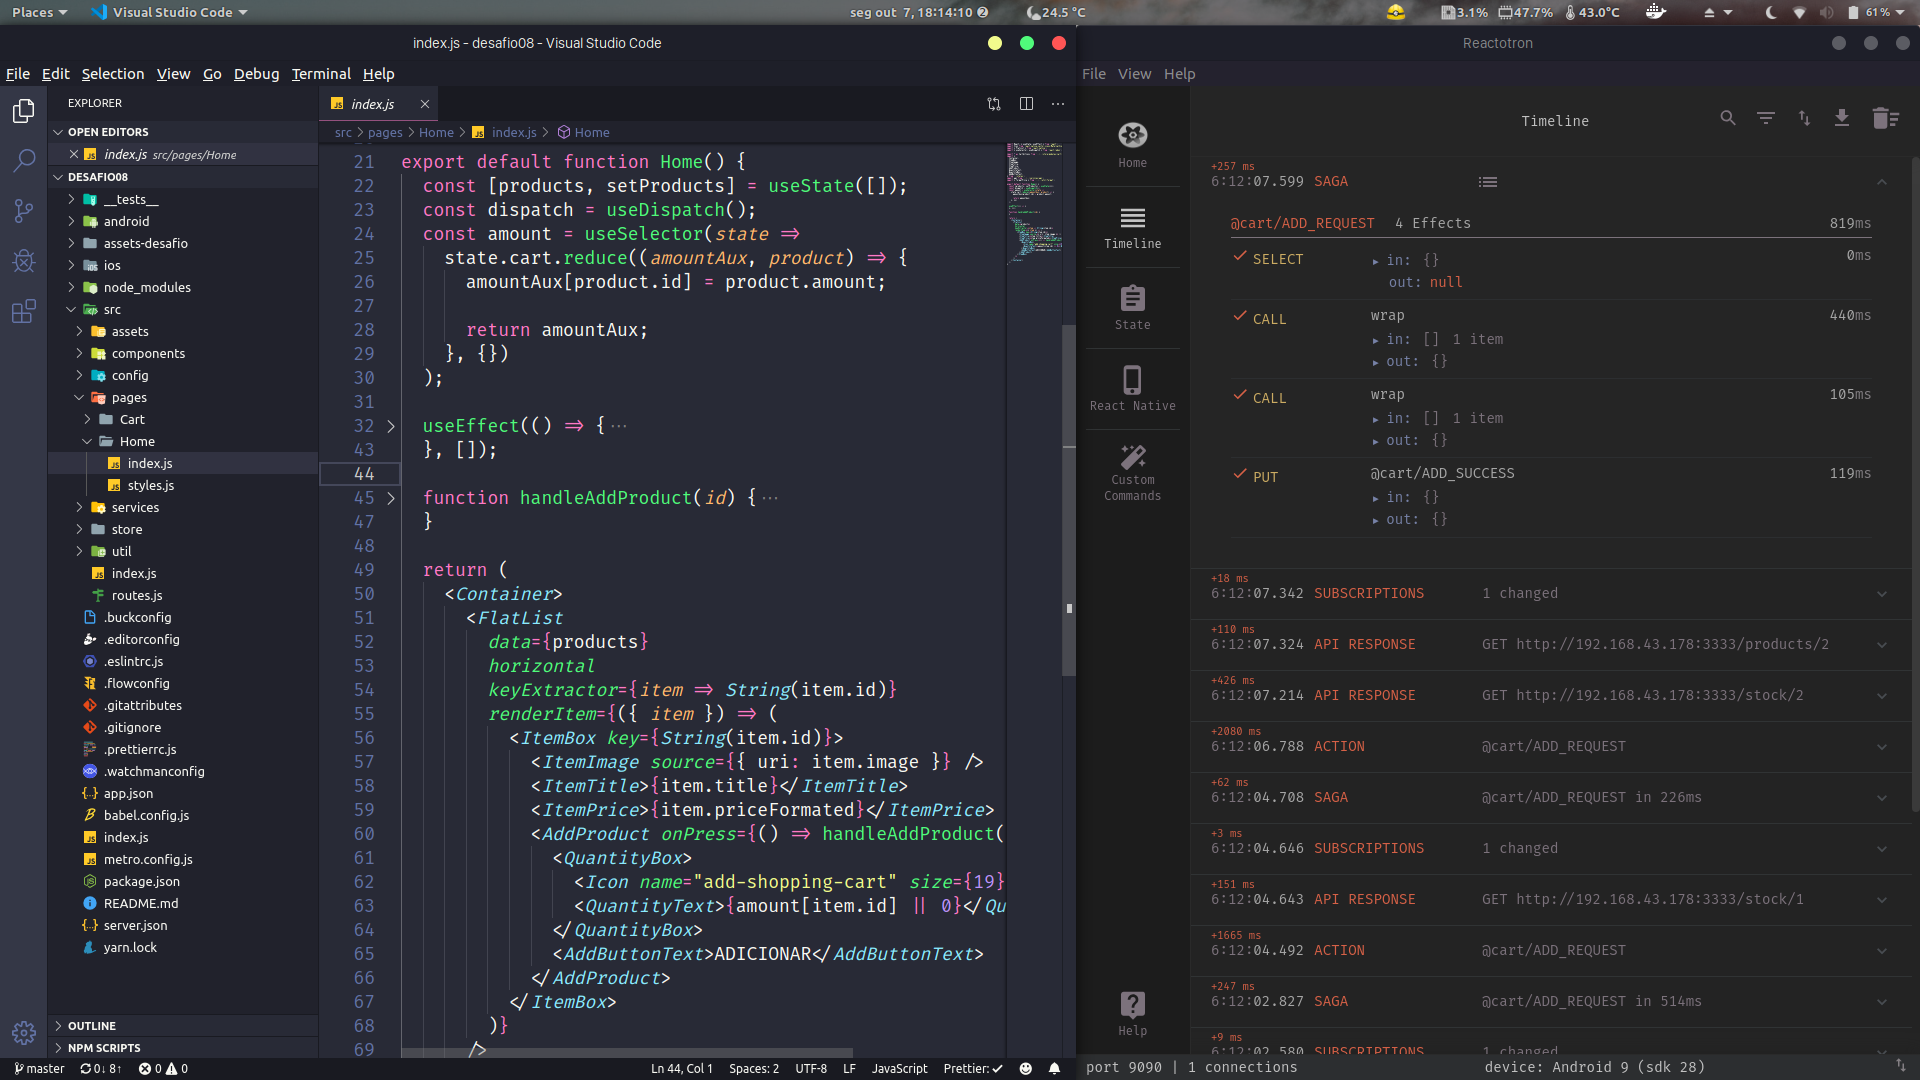 Places
Visual Studio Code
seg out 7, 18:14:10
24.5 °C
3.1%
47.7%
43.0°C
61%
index.js - desafio08 - Visual Studio Code
File Edit Selection View Go Debug Terminal Help
EXPLORER
OPEN EDITORS
index.js src/pages/Home
DESAFIO08
__tests__
android
assets-desafio
ios
node_modules
src
assets
components
config
pages
Cart
Home
index.js
styles.js
services
store
util
index.js
routes.js
.buckconfig
.editorconfig
.eslintrc.js
.flowconfig
.gitattributes
.gitignore
.prettierrc.js
.watchmanconfig
app.json
babel.config.js
index.js
metro.config.js
package.json
README.md
server.json
yarn.lock
OUTLINE
NPM SCRIPTS
index.js
src > pages > Home > index.js > Home
21 export default function Home() {
22 const [products, setProducts] = useState([]);
23 const dispatch = useDispatch();
24 const amount = useSelector(state =>
25 state.cart.reduce((amountAux, product) => {
26 amountAux[product.id] = product.amount;
27
28 return amountAux;
29 }, {})
30 );
31
32 useEffect(() => {···
43 }, []);
44
45 function handleAddProduct(id) {···
47 }
48
49 return (
50 <Container>
51 <FlatList
52 data={products}
53 horizontal
54 keyExtractor={item => String(item.id)}
55 renderItem={({ item }) => (
56 <ItemBox key={String(item.id)}>
57 <ItemImage source={{ uri: item.image }} />
58 <ItemTitle>{item.title}</ItemTitle>
59 <ItemPrice>{item.priceFormated}</ItemPrice>
60 <AddProduct onPress={() => handleAddProduct(
61 <QuantityBox>
62 <Icon name="add-shopping-cart" size={19}
63 <QuantityText>{amount[item.id] || 0}</Qu
64 </QuantityBox>
65 <AddButtonText>ADICIONAR</AddButtonText>
66 </AddProduct>
67 </ItemBox>
68 )}
69 />
master 0↓ 8↑ 0 0
Ln 44, Col 1 Spaces: 2 UTF-8 LF JavaScript Prettier: ✓
Reactotron
File View Help
Home
Timeline
State
React Native
Custom
Commands
Help
Timeline
+257 ms
6:12:07.599 SAGA
@cart/ADD_REQUEST 4 Effects 819ms
SELECT in: {} 0ms
out: null
CALL wrap 440ms
in: [] 1 item
out: {}
CALL wrap 105ms
in: [] 1 item
out: {}
PUT @cart/ADD_SUCCESS 119ms
in: {}
out: {}
+18 ms
6:12:07.342 SUBSCRIPTIONS 1 changed
+110 ms
6:12:07.324 API RESPONSE GET http://192.168.43.178:3333/products/2
+426 ms
6:12:07.214 API RESPONSE GET http://192.168.43.178:3333/stock/2
+2080 ms
6:12:06.788 ACTION @cart/ADD_REQUEST
+62 ms
6:12:04.708 SAGA @cart/ADD_REQUEST in 226ms
+3 ms
6:12:04.646 SUBSCRIPTIONS 1 changed
+151 ms
6:12:04.643 API RESPONSE GET http://192.168.43.178:3333/stock/1
+1665 ms
6:12:04.492 ACTION @cart/ADD_REQUEST
+247 ms
6:12:02.827 SAGA @cart/ADD_REQUEST in 514ms
+9 ms
6:12:02.580 SUBSCRIPTIONS 1 changed
port 9090 | 1 connections
device: Android 9 (sdk 28)